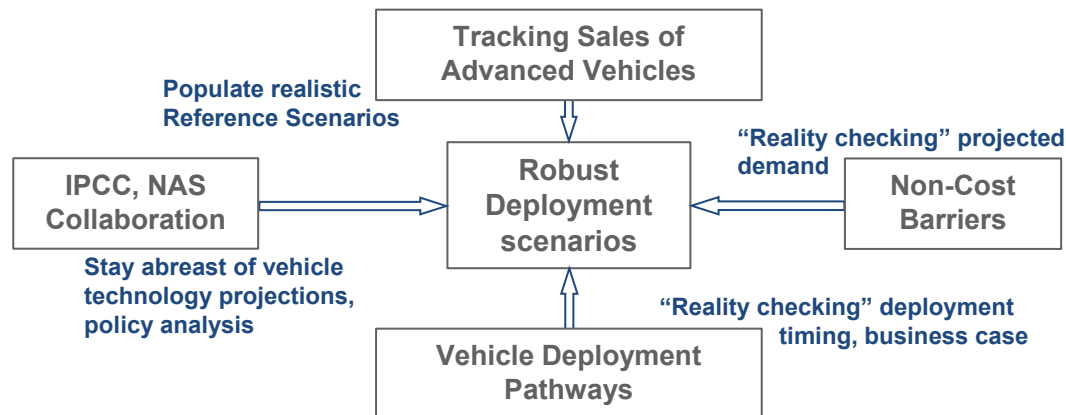 Tracking Sales of
Advanced Vehicles
Populate realistic
Reference Scenarios
“Reality checking” projected
demand
IPCC, NAS
Collaboration
Robust
Deployment
scenarios
Non-Cost
Barriers
Stay abreast of vehicle
technology projections,
policy analysis
“Reality checking” deployment
timing, business case
Vehicle Deployment
Pathways